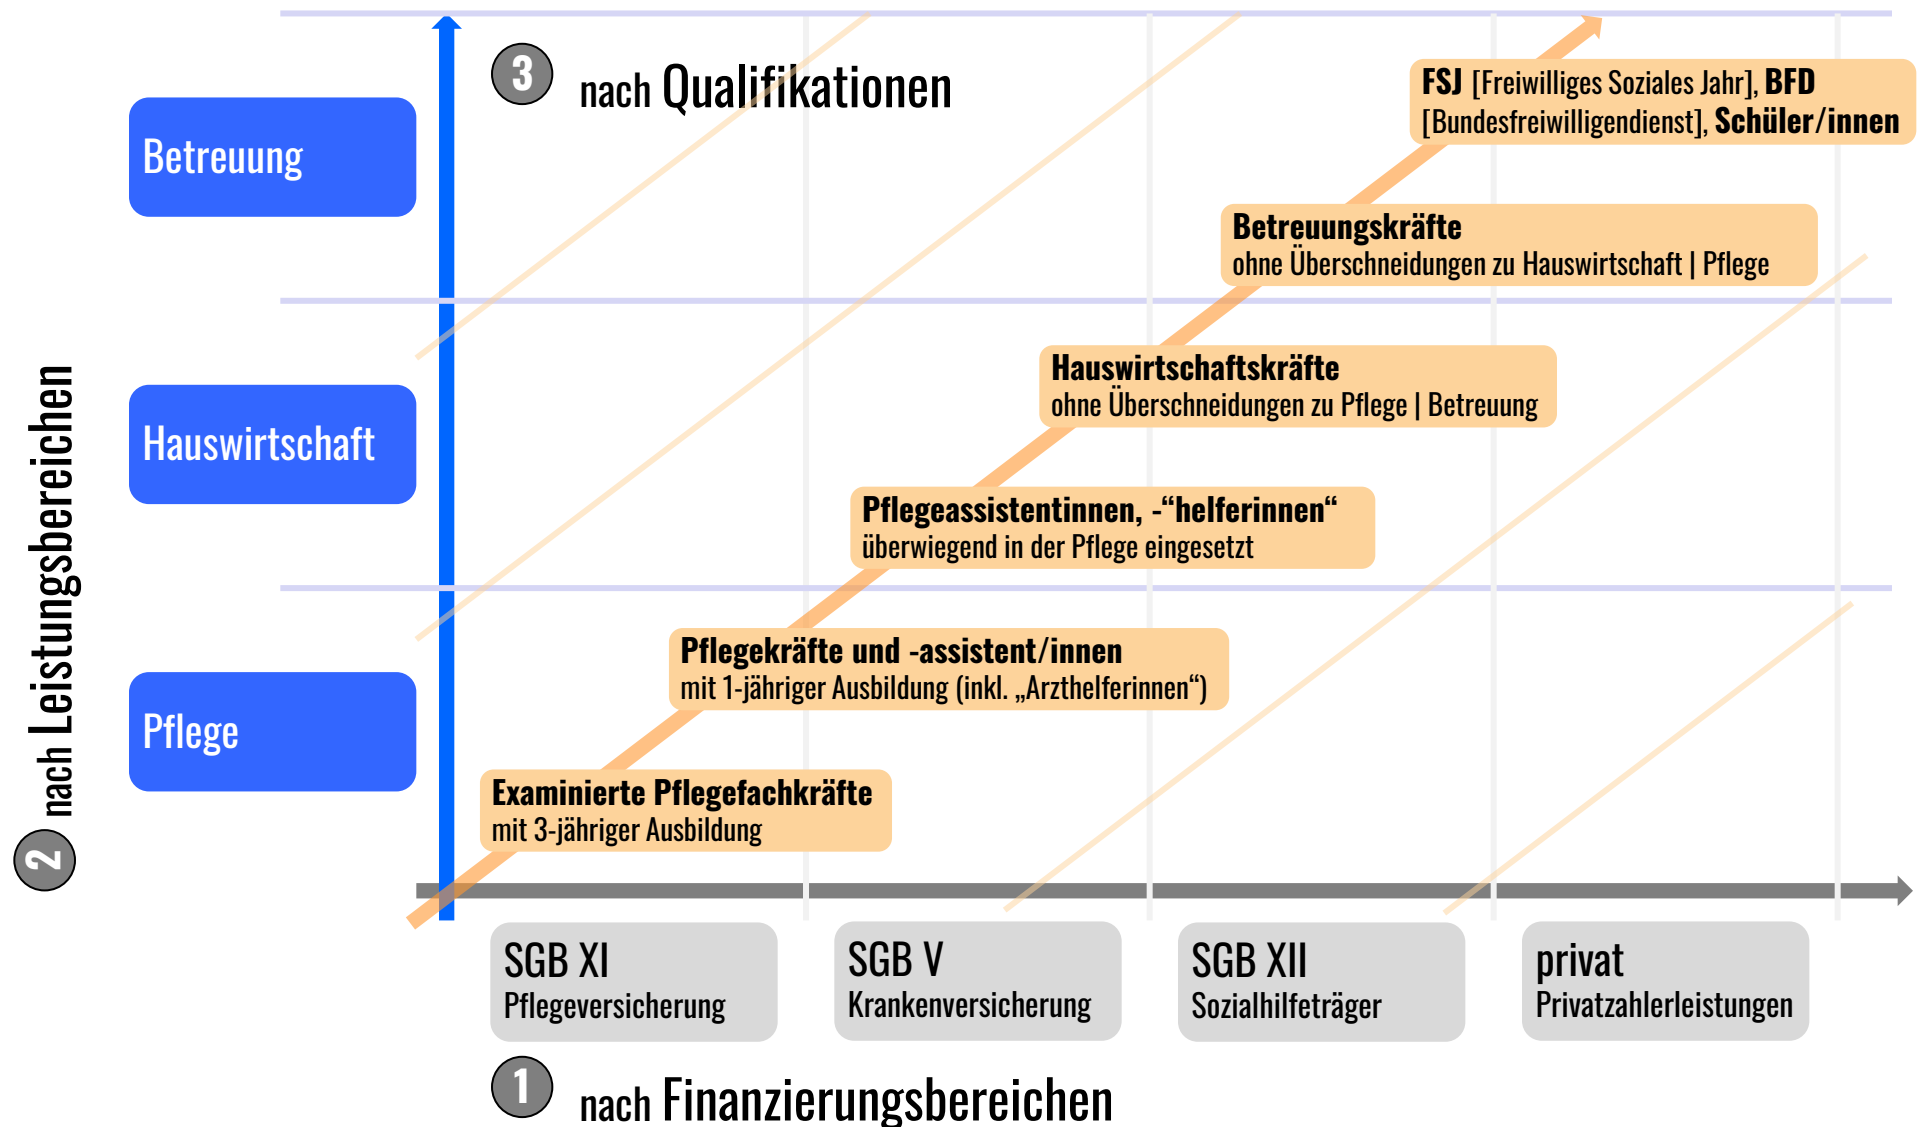 3
nach Qualifikationen
FSJ [Freiwilliges Soziales Jahr], BFD
[Bundesfreiwilligendienst], Schüler/innen
Betreuung
Betreuungskräfte
ohne Überschneidungen zu Hauswirtschaft | Pflege
Hauswirtschaftskräfte
ohne Überschneidungen zu Pflege | Betreuung
Hauswirtschaft
Pflegeassistentinnen, -“helferinnen“
überwiegend in der Pflege eingesetzt
Pflegekräfte und -assistent/innen
mit 1-jähriger Ausbildung (inkl. „Arzthelferinnen“)
Pflege
Examinierte Pflegefachkräfte
mit 3-jähriger Ausbildung
2
nach Leistungsbereichen
SGB XI
Pflegeversicherung
SGB V
Krankenversicherung
SGB XII
Sozialhilfeträger
privat
Privatzahlerleistungen
1
nach Finanzierungsbereichen